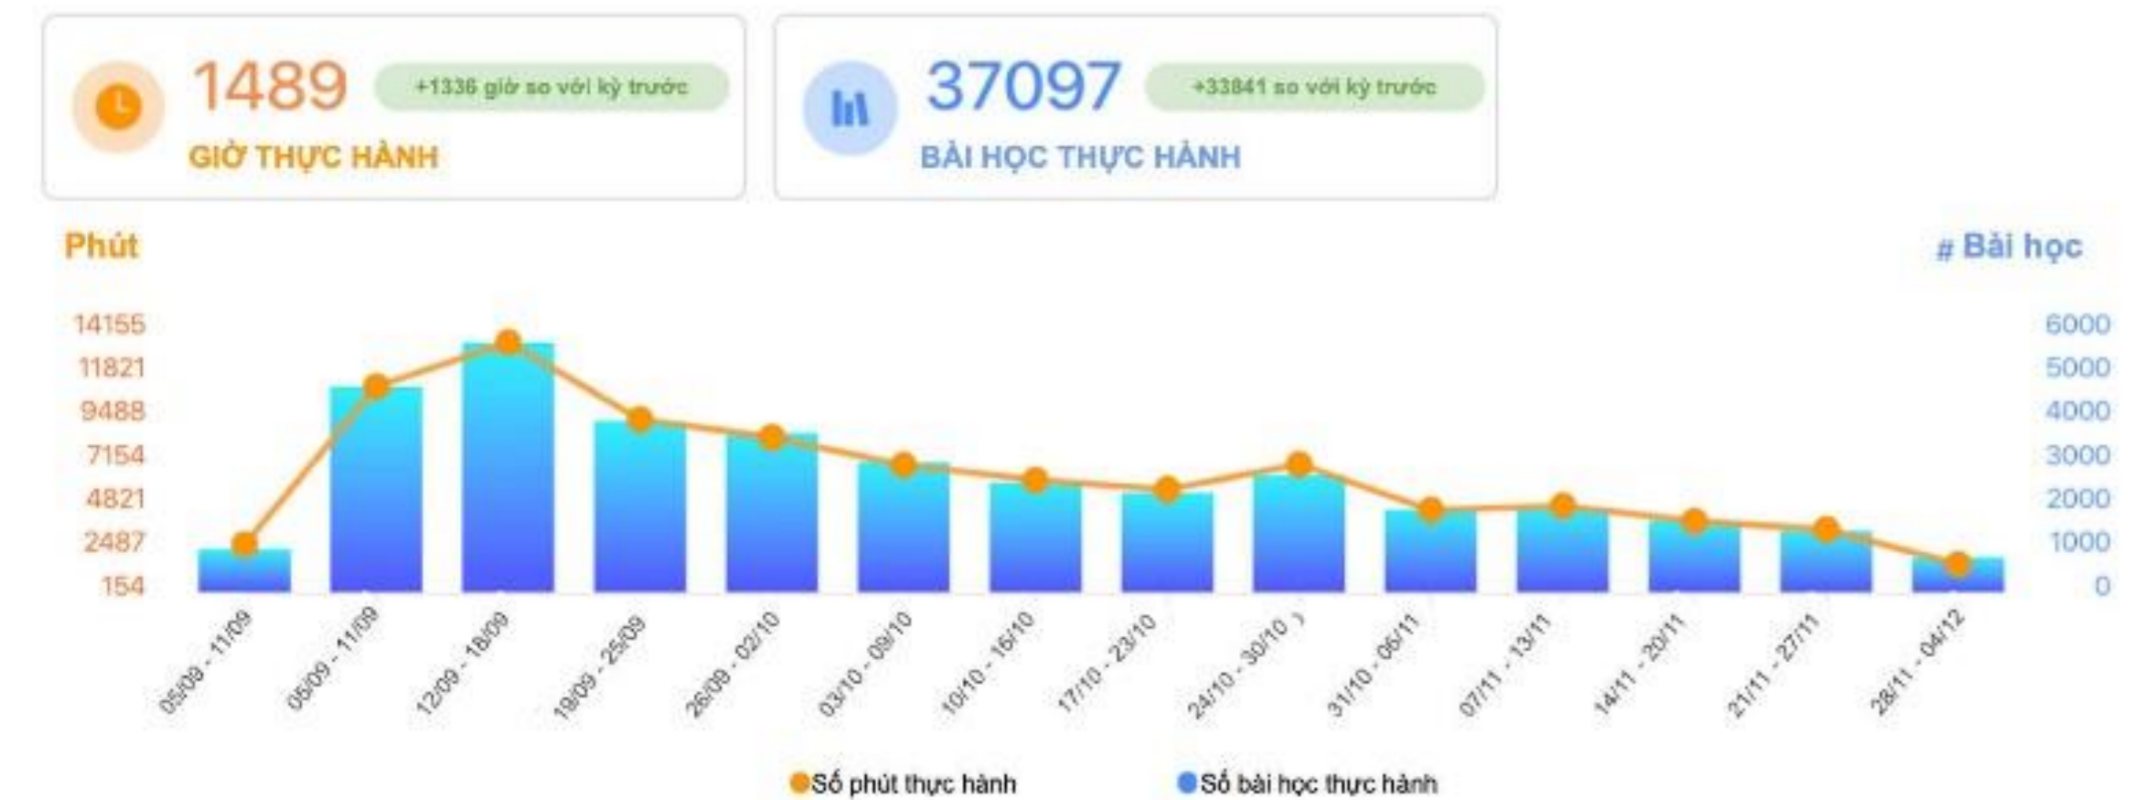 1489 +1336 giờ so với kỳ trước
GIỜ THỰC HÀNH
37097 +33841 so với kỳ trước
BÀI HỌC THỰC HÀNH
Phút
# Bài học
14155
11821
9488
7154
4821
2487
154
6000
5000
4000
3000
2000
1000
0
05/09 - 11/09
05/09 - 11/09
12/09 - 18/09
19/09 - 25/09
26/09 - 02/10
03/10 - 09/10
10/10 - 16/10
17/10 - 23/10
24/10 - 30/10 )
31/10 - 06/11
07/11 - 13/11
14/11 - 20/11
21/11 - 27/11
28/11 - 04/12
Số phút thực hành
Số bài học thực hành